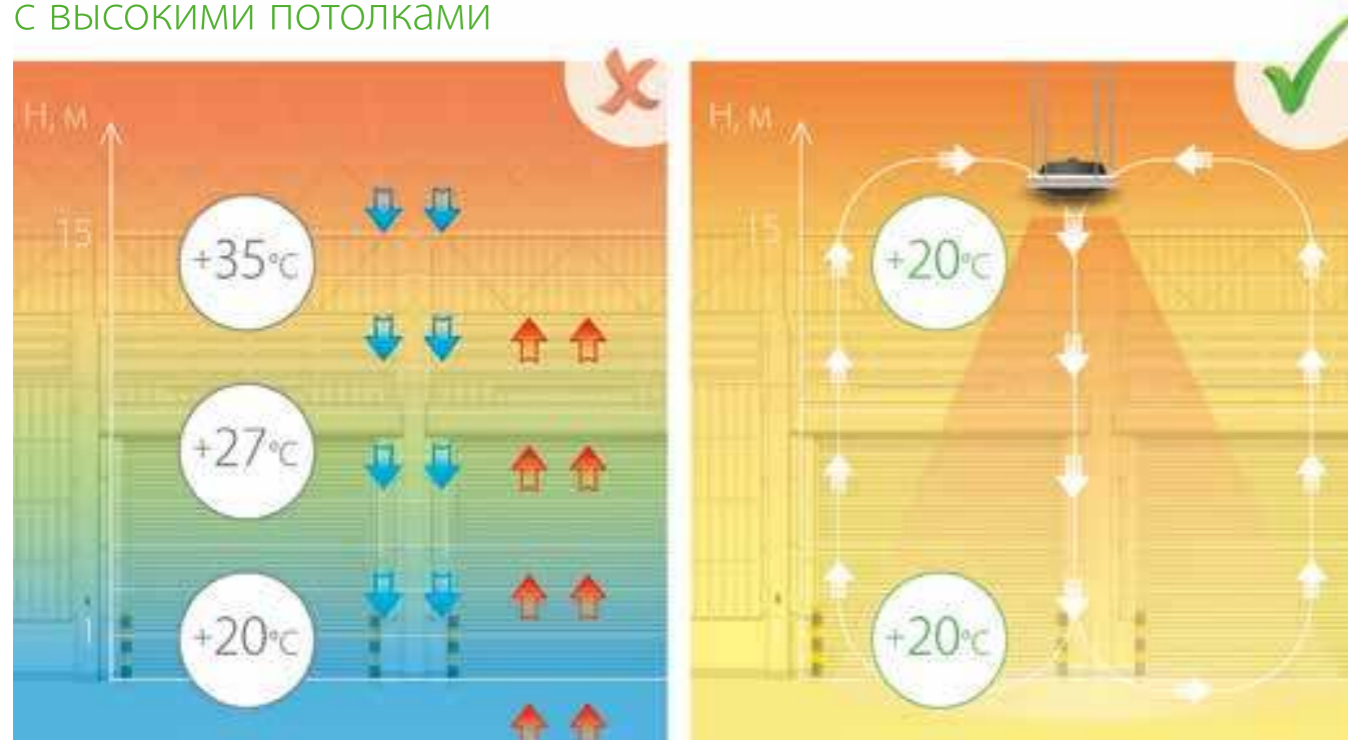 с высокими потолками
Н, м
15
+35°C
+27°C
+20°C
1
Н, м
15
+20°C
+20°C